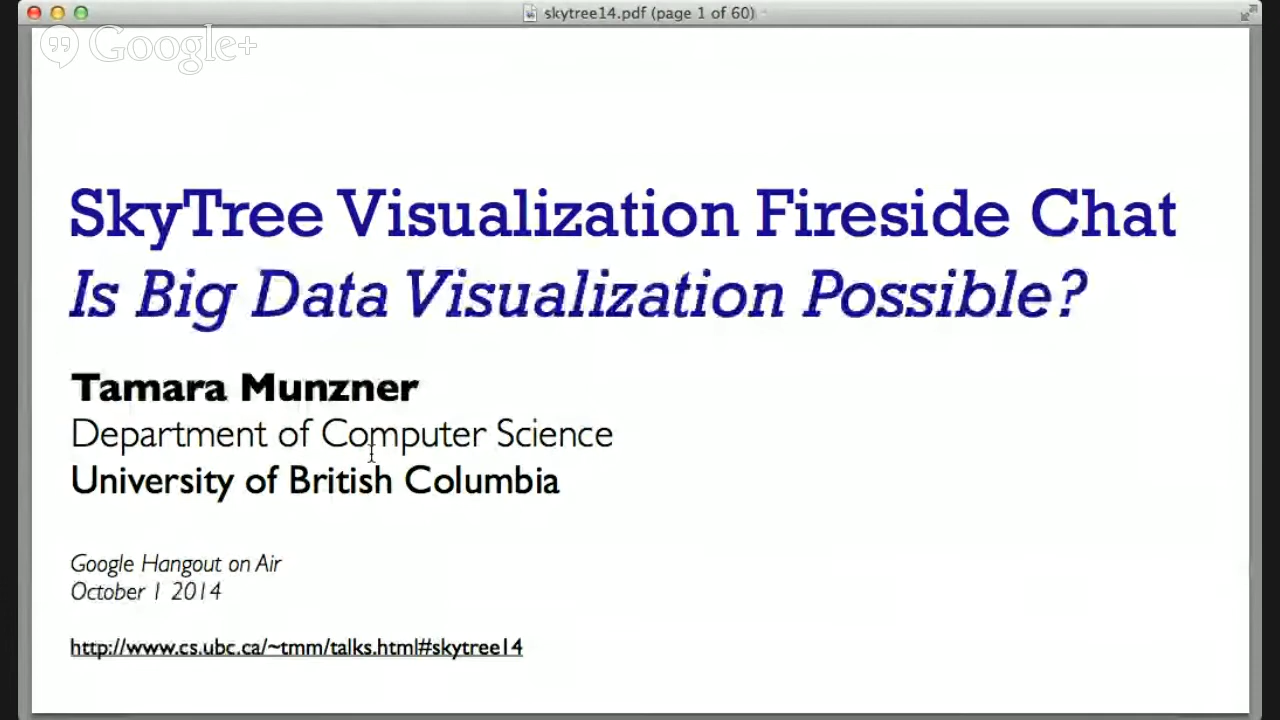 skytree14.pdf (page 1 of 60)
Google+
SkyTree Visualization Fireside Chat
Is Big Data Visualization Possible?
Tamara Munzner
Department of Computer Science
University of British Columbia
Google Hangout on Air
October 1 2014
http://www.cs.ubc.ca/~tmm/talks.html#skytree14